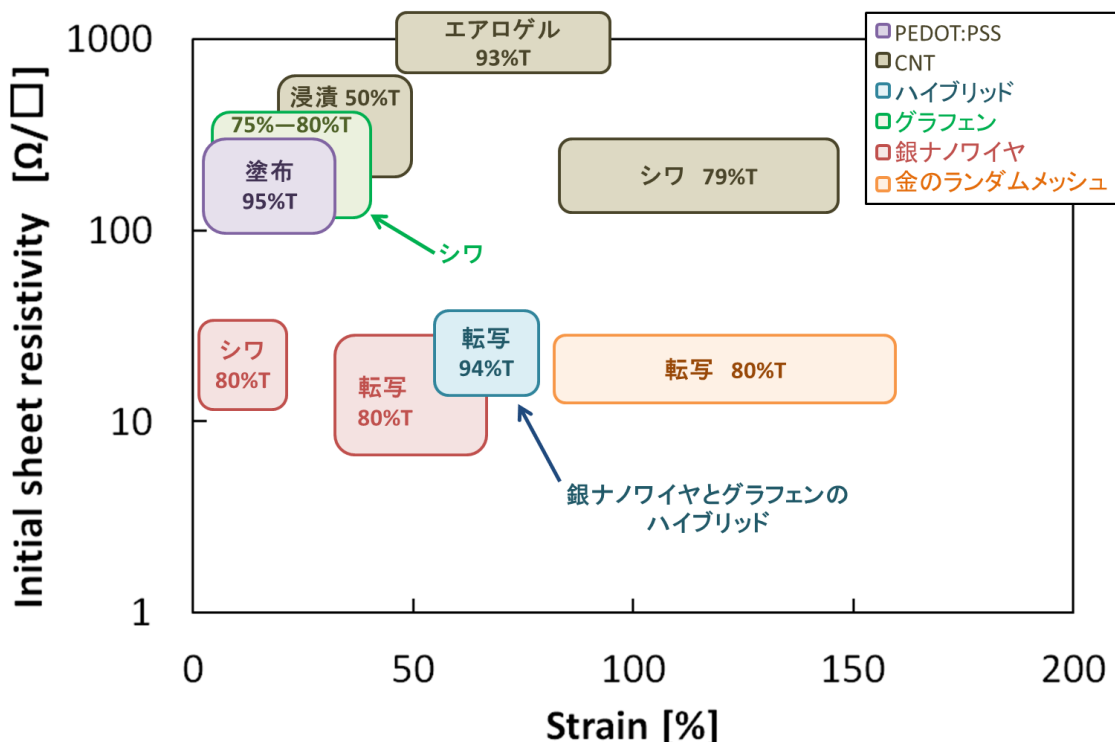 Initial sheet resistivity [Ω/□]
1000
100
10
1
エアロゲル
93%T
浸漬 50%T
75%—80%T
塗布
95%T
シワ
シワ 79%T
シワ
80%T
転写
80%T
転写
94%T
転写 80%T
銀ナノワイヤとグラフェンの
ハイブリッド
PEDOT:PSS
CNT
ハイブリッド
グラフェン
銀ナノワイヤ
金のランダムメッシュ
0
50
100
150
200
Strain [%]